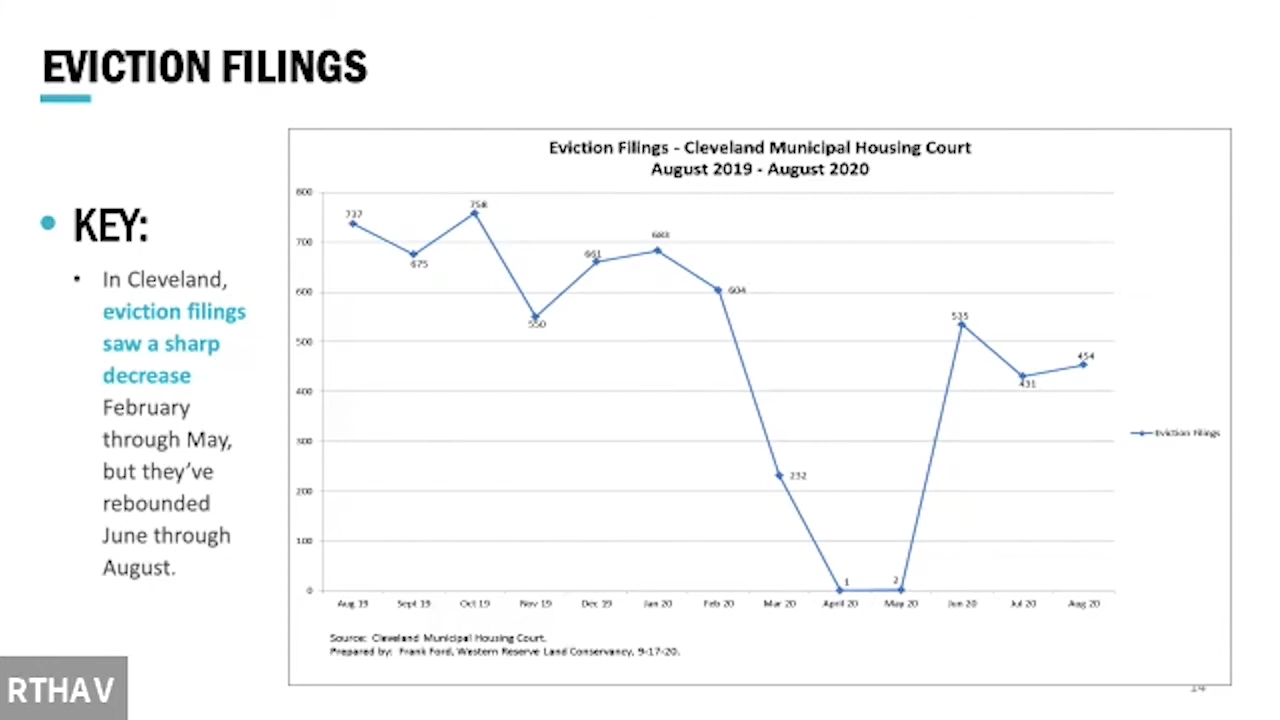 EVICTION FILINGS
KEY:
In Cleveland,
eviction filings
saw a sharp
decrease
February
through May,
but they've
rebounded
June through
August.
Eviction Filings - Cleveland Municipal Housing Court
August 2019 - August 2020
800
700
600
500
400
300
200
100
0
737
675
758
550
661
683
604
232
1
2
535
431
454
Aug 19 Sept 19 Oct 19 Nov 19 Dec 19 Jan 20 Feb 20 Mar 20 April 20 May 20 Jun 20 Jul 20 Aug 20
Eviction Filings
Source: Cleveland Municipal Housing Court.
Prepared by: Frank Ford, Western Reserve Land Conservancy, 9-17-20.
RTHAV